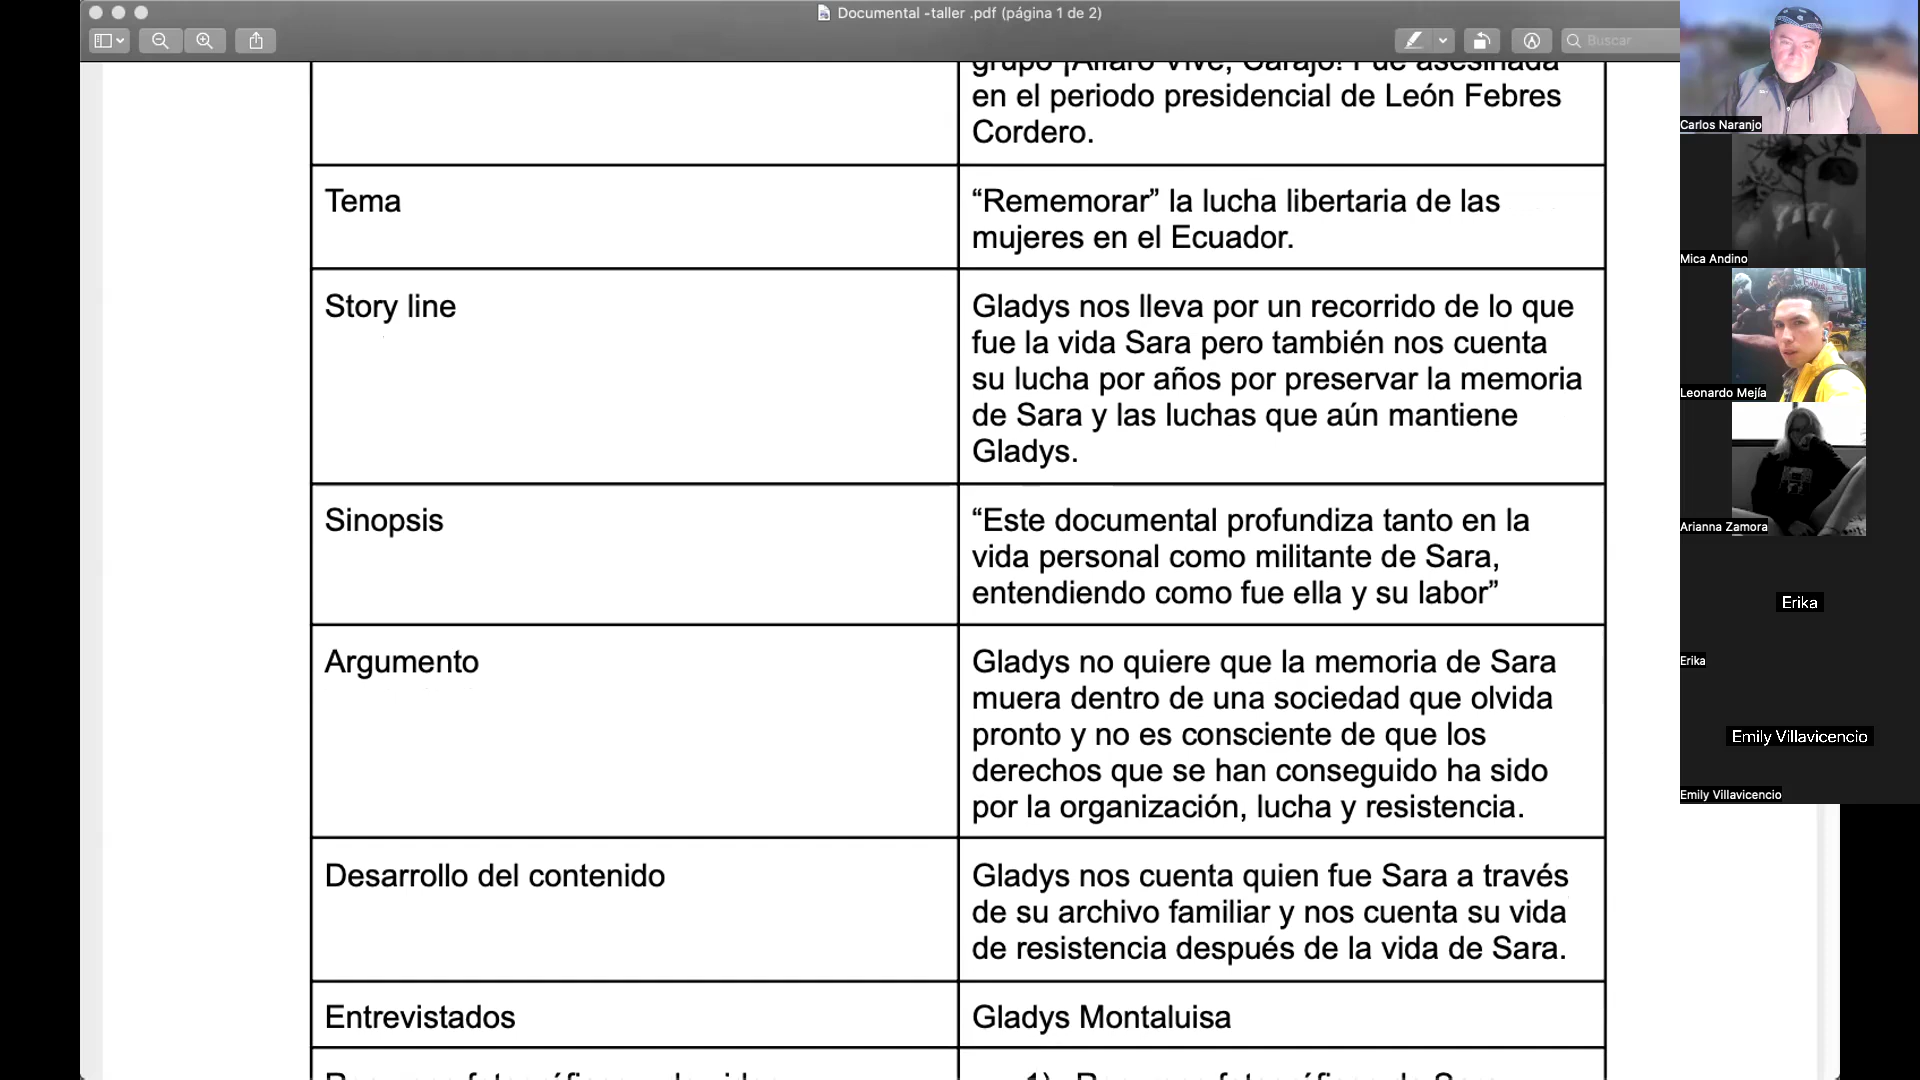 Documental -taller .pdf (página 1 de 2)
Buscar
grupo ¡Alfaro Vive, Carajo! Fue asesinada
en el periodo presidencial de León Febres
Cordero.
Tema
“Rememorar” la lucha libertaria de las
mujeres en el Ecuador.
Story line
Gladys nos lleva por un recorrido de lo que
fue la vida Sara pero también nos cuenta
su lucha por años por preservar la memoria
de Sara y las luchas que aún mantiene
Gladys.
Sinopsis
“Este documental profundiza tanto en la
vida personal como militante de Sara,
entendiendo como fue ella y su labor”
Argumento
Gladys no quiere que la memoria de Sara
muera dentro de una sociedad que olvida
pronto y no es consciente de que los
derechos que se han conseguido ha sido
por la organización, lucha y resistencia.
Desarrollo del contenido
Gladys nos cuenta quien fue Sara a través
de su archivo familiar y nos cuenta su vida
de resistencia después de la vida de Sara.
Entrevistados
Gladys Montaluisa
Carlos Naranjo
Mica Andino
Leonardo Mejía
Arianna Zamora
Erika
Erika
Emily Villavicencio
Emily Villavicencio